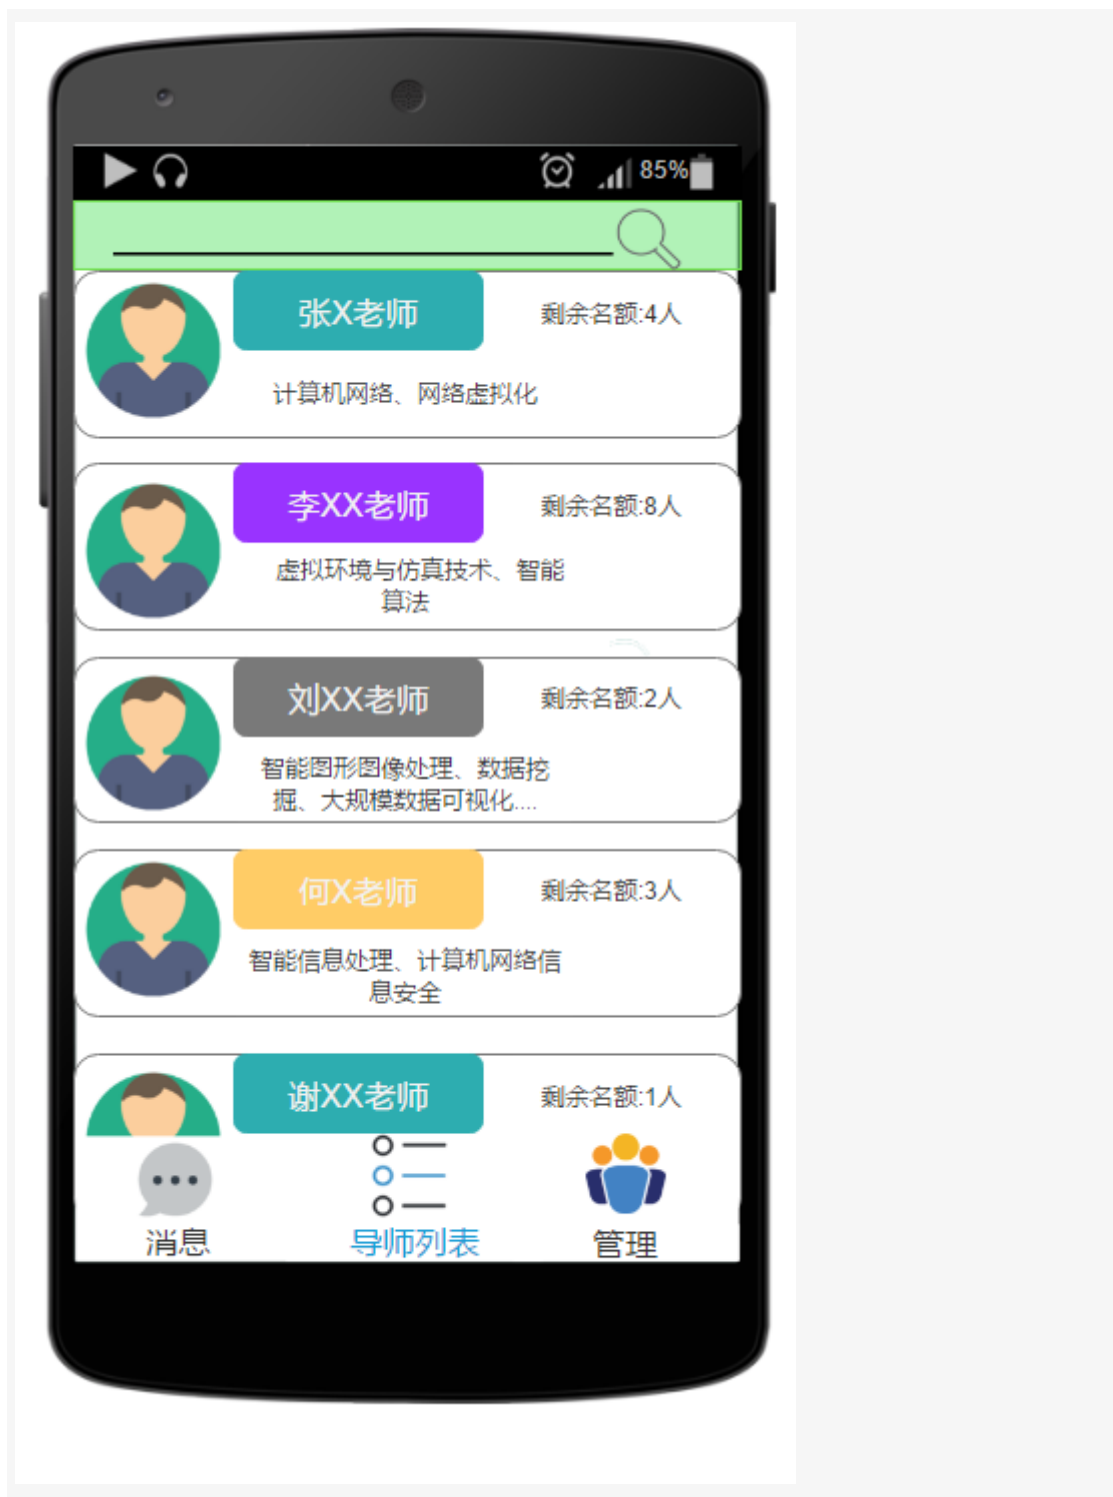 85%
张X老师
剩余名额:4人
计算机网络、网络虚拟化
李XX老师
剩余名额:8人
虚拟环境与仿真技术、智能
算法
刘XX老师
剩余名额:2人
智能图形图像处理、数据挖
掘、大规模数据可视化....
何X老师
剩余名额:3人
智能信息处理、计算机网络信
息安全
谢XX老师
剩余名额:1人
消息
导师列表
管理